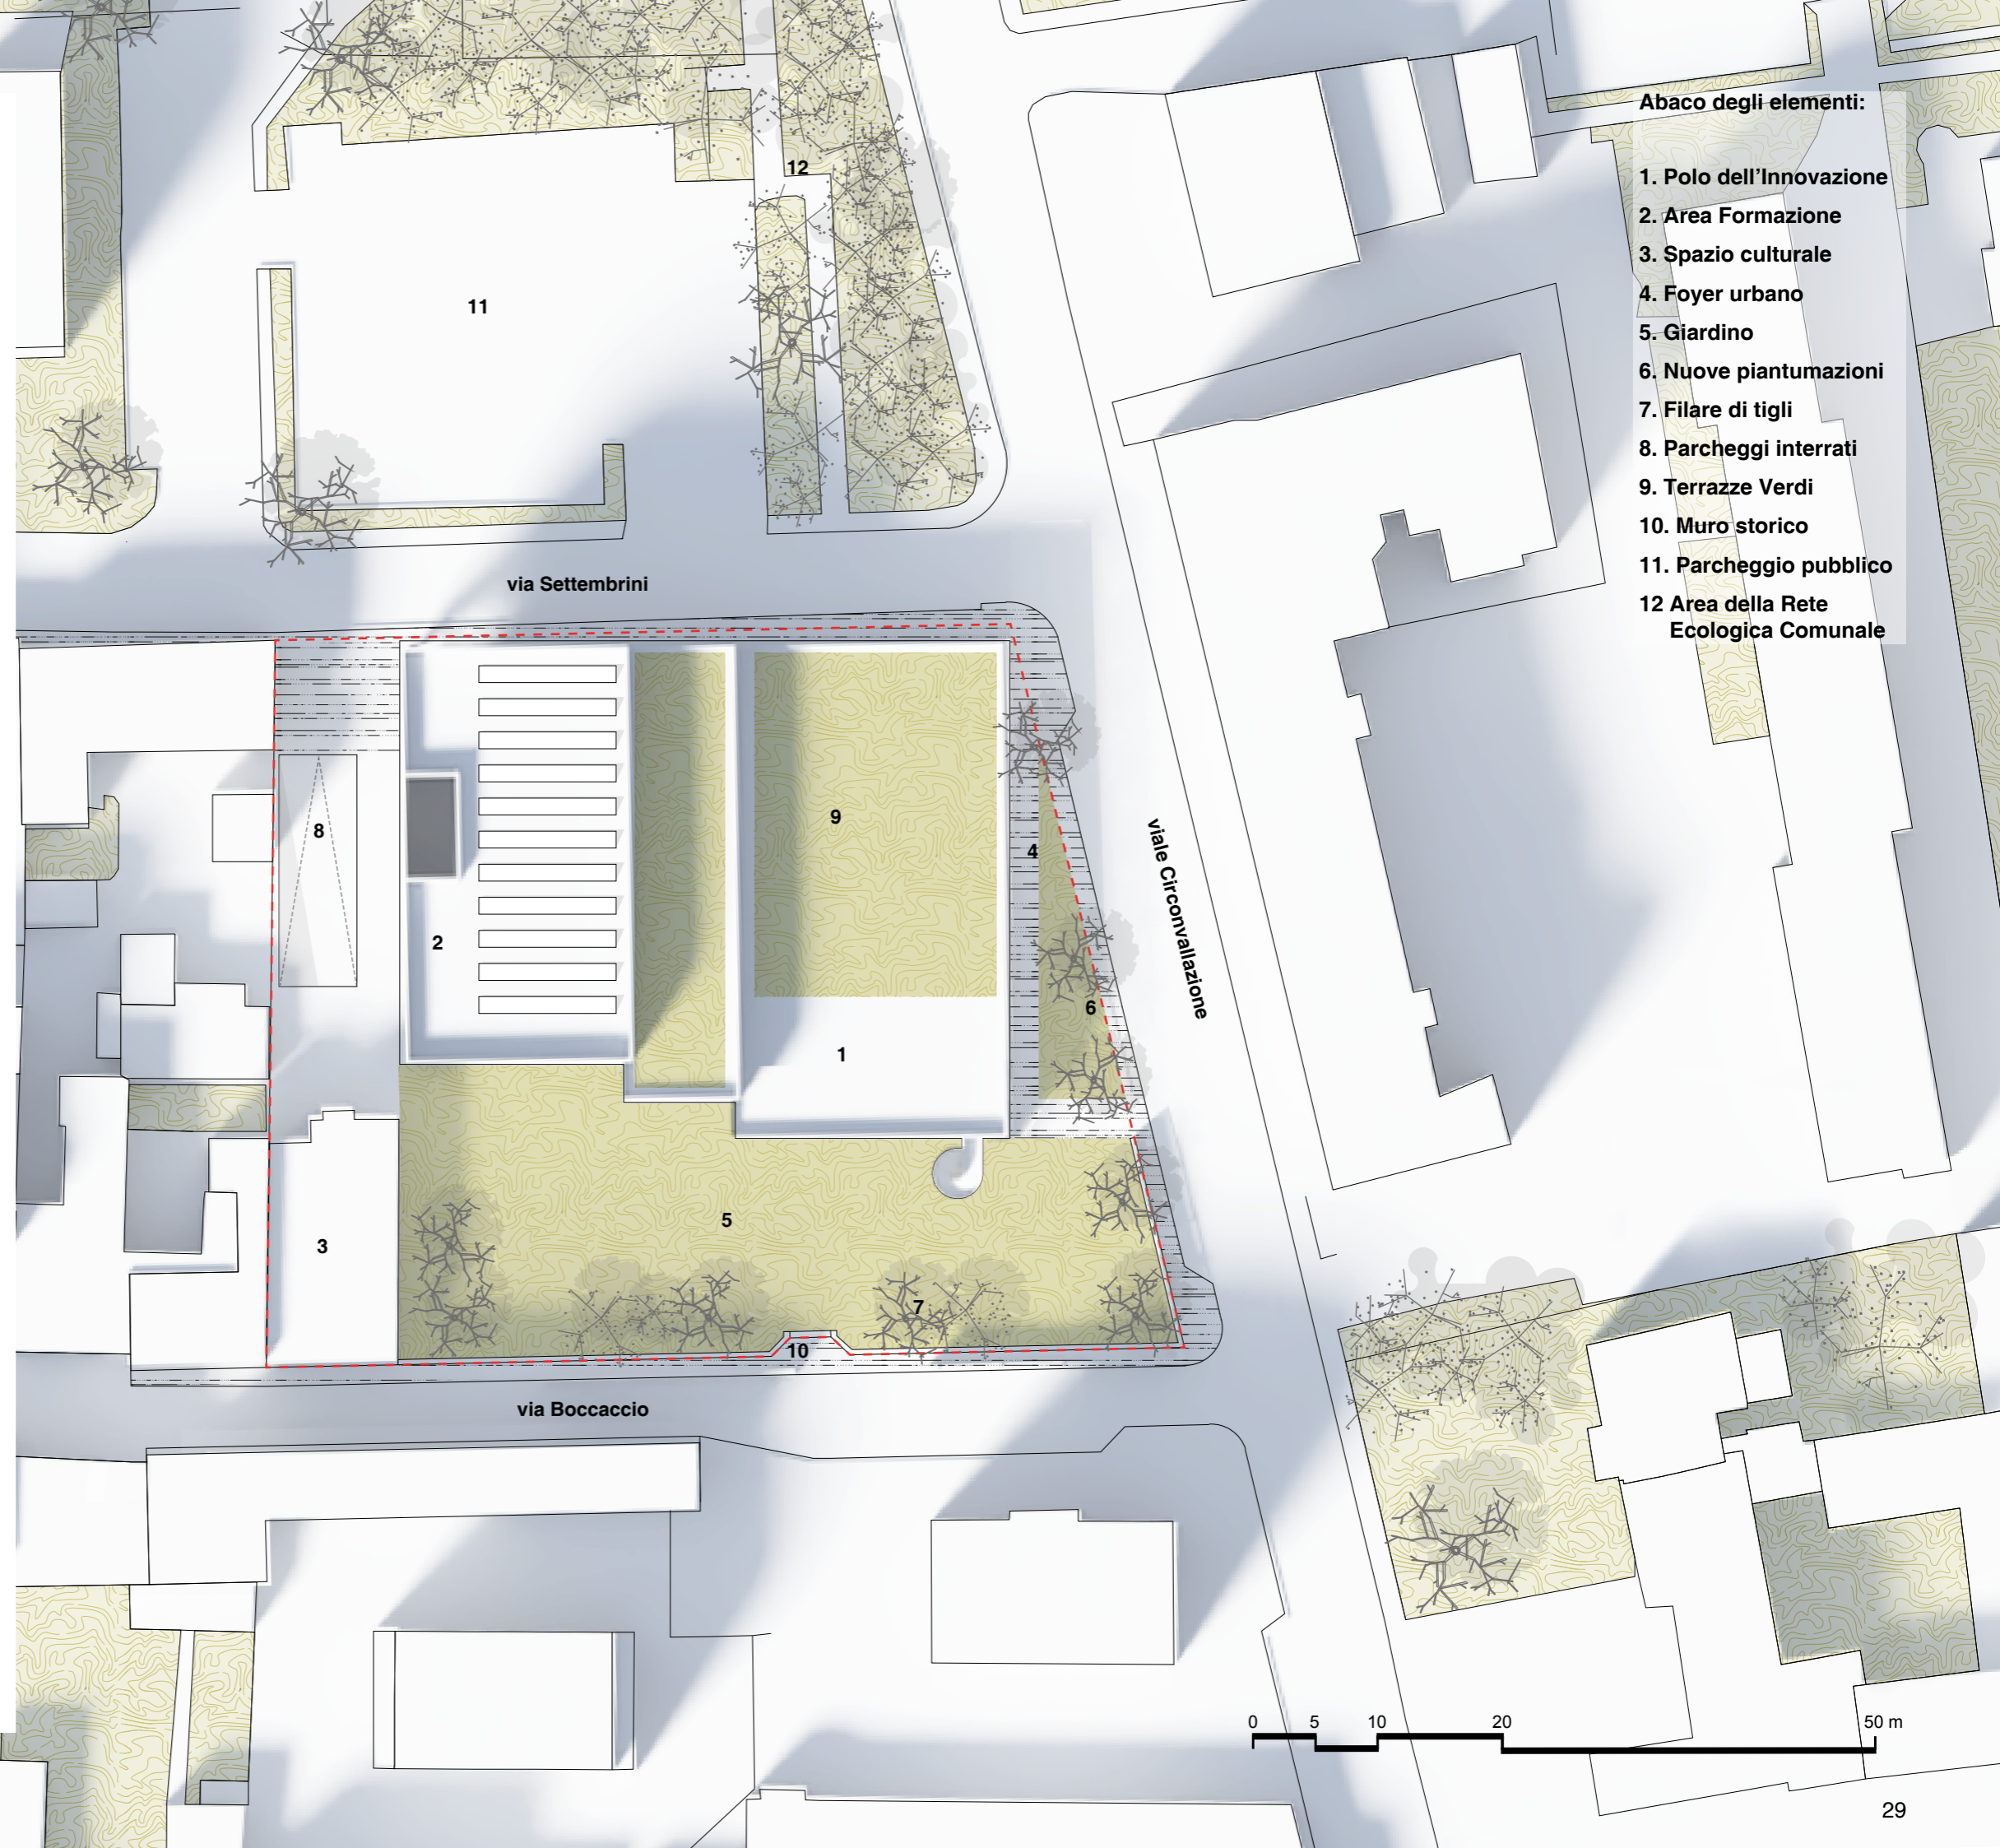 Abaco degli elementi:
1. Polo dell'Innovazione
2. Area Formazione
3. Spazio culturale
4. Foyer urbano
5. Giardino
6. Nuove piantumazioni
7. Filare di tigli
8. Parcheggi interrati
9. Terrazze Verdi
10. Muro storico
11. Parcheggio pubblico
12 Area della Rete
Ecologica Comunale
12
11
via Settembrini
9
8
4
viale Circonvallazione
2
6
1
5
3
7
10
via Boccaccio
0 5 10 20 50 m
29